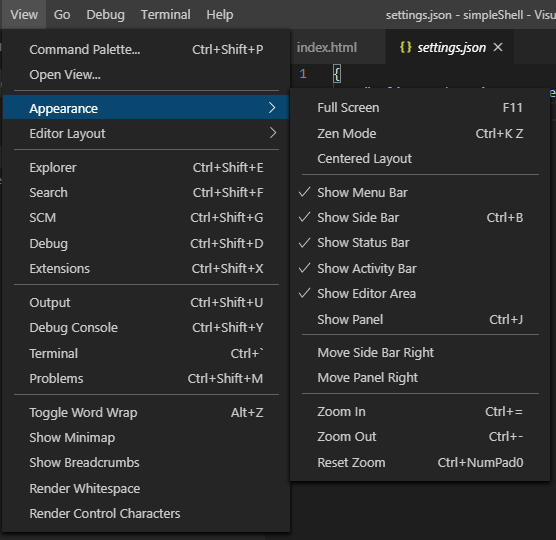 View Go Debug Terminal settings.json - simpleShell - Visu
index.html { } settings.json ×
1 {
Command Palette... Ctrl+Shift+P
Open View...
Appearance
Editor Layout
Explorer Ctrl+Shift+E
Search Ctrl+Shift+F
SCM Ctrl+Shift+G
Debug Ctrl+Shift+D
Extensions Ctrl+Shift+X
Output Ctrl+Shift+U
Debug Console Ctrl+Shift+Y
Terminal Ctrl+`
Problems Ctrl+Shift+M
Toggle Word Wrap Alt+Z
Show Minimap
Show Breadcrumbs
Render Whitespace
Render Control Characters
Full Screen F11
Zen Mode Ctrl+K Z
Centered Layout
Show Menu Bar
Show Side Bar Ctrl+B
Show Status Bar
Show Activity Bar
Show Editor Area
Show Panel Ctrl+J
Move Side Bar Right
Move Panel Right
Zoom In Ctrl+=
Zoom Out Ctrl+-
Reset Zoom Ctrl+NumPad0